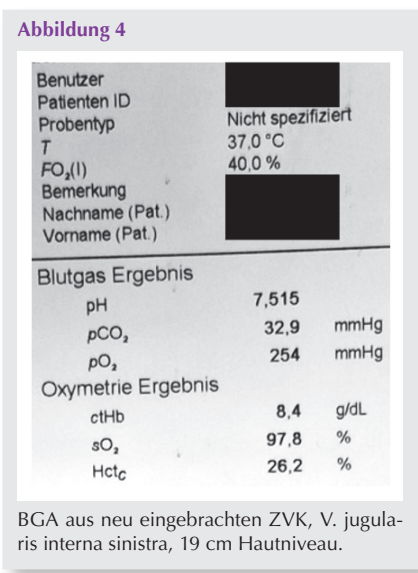 Abbildung 4
Benutzer
Patienten ID
Probentyp Nicht spezifiziert
T 37,0 °C
FO₂(I) 40,0 %
Bemerkung
Nachname (Pat.)
Vorname (Pat.)
Blutgas Ergebnis
pH 7,515
pCO₂ 32,9 mmHg
pO₂ 254 mmHg
Oxymetrie Ergebnis
ctHb 8,4 g/dL
sO₂ 97,8 %
Hctc 26,2 %
BGA aus neu eingebrachten ZVK, V. jugula-
ris interna sinistra, 19 cm Hautniveau.